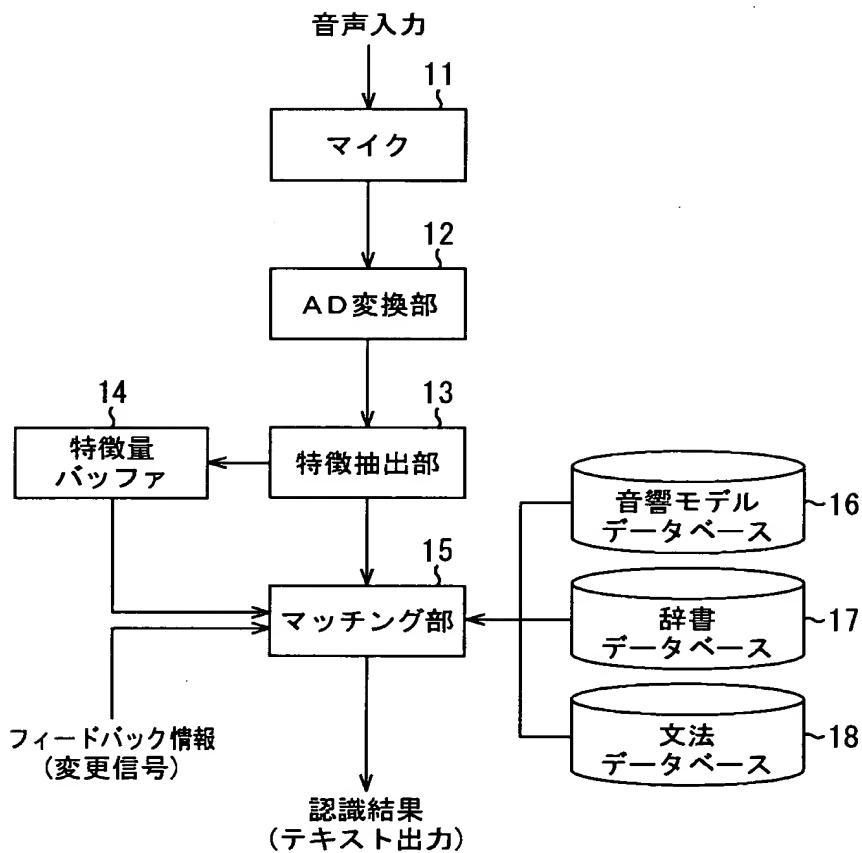 音声入力
11
マイク
12
AD変換部
14
特徴量
バッファ
13
特徴抽出部
音響モデル
データベース
16
15
マッチング部
辞書
データベース
17
フィードバック情報
(変更信号)
文法
データベース
18
認識結果
(テキスト出力)